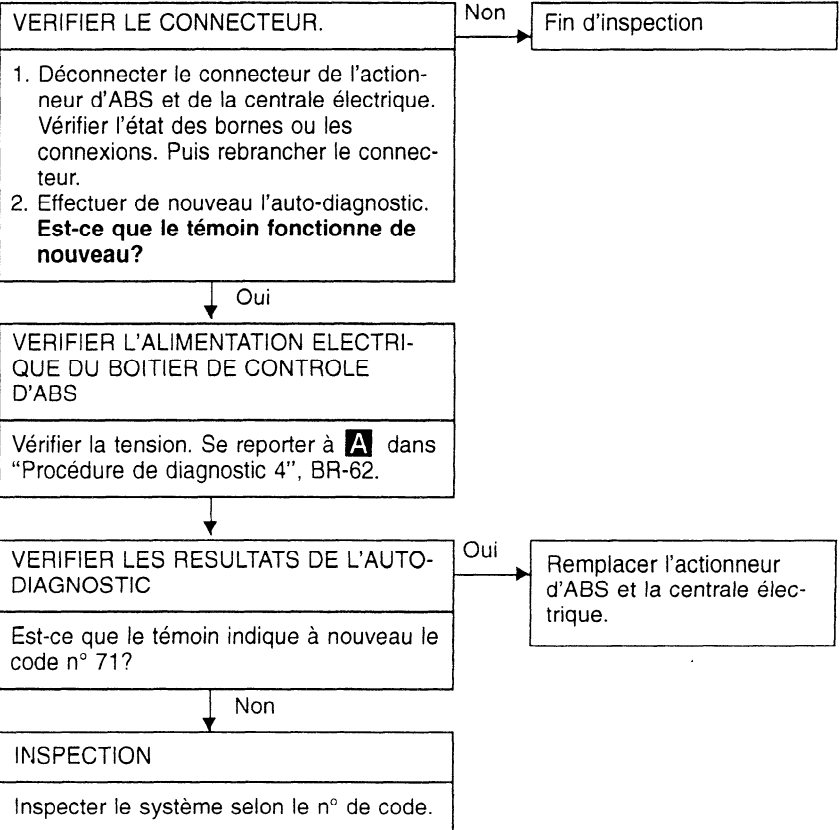 VERIFIER LE CONNECTEUR.
Non
Fin d'inspection
1. Déconnecter le connecteur de l'action-
neur d'ABS et de la centrale électrique.
Vérifier l'état des bornes ou les
connexions. Puis rebrancher le connec-
teur.
2. Effectuer de nouveau l'auto-diagnostic.
Est-ce que le témoin fonctionne de
nouveau?
Oui
VERIFIER L'ALIMENTATION ELECTRI-
QUE DU BOITIER DE CONTROLE
D'ABS
Vérifier la tension. Se reporter à A dans
“Procédure de diagnostic 4”, BR-62.
VERIFIER LES RESULTATS DE L'AUTO-
DIAGNOSTIC
Oui
Remplacer l'actionneur
d'ABS et la centrale élec-
trique.
Est-ce que le témoin indique à nouveau le
code n° 71?
Non
INSPECTION
Inspecter le système selon le n° de code.